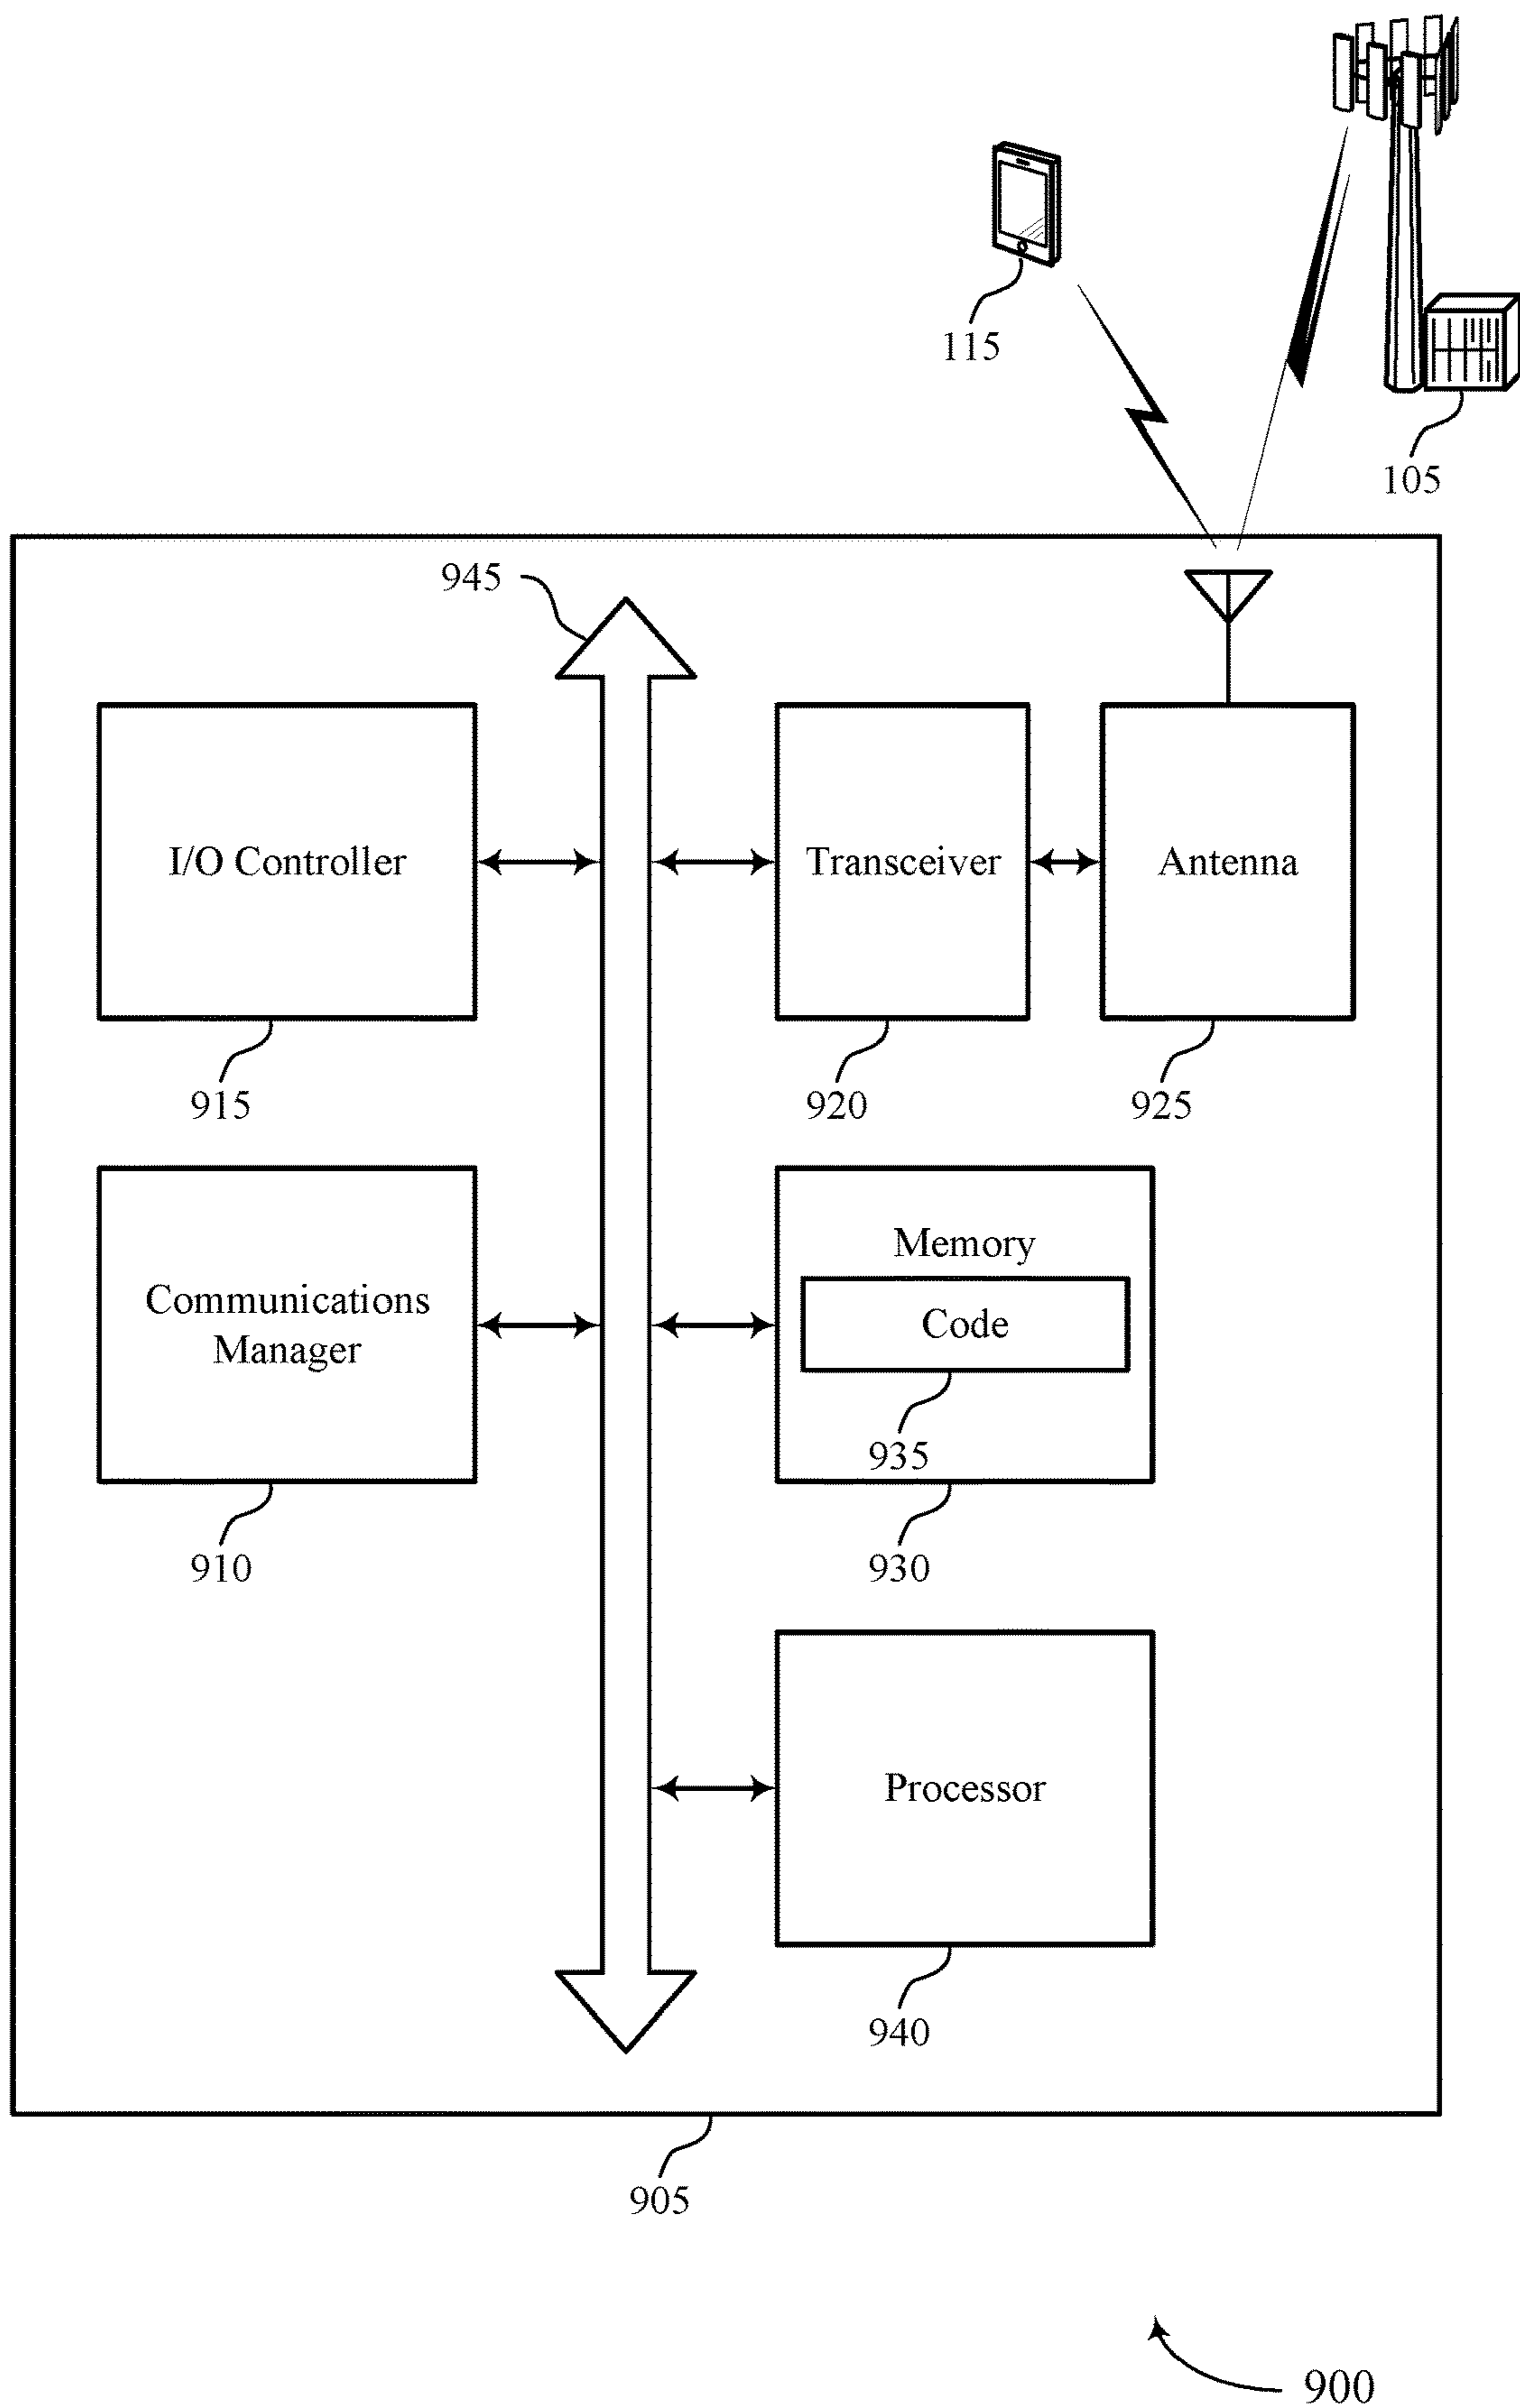 115
105
945
I/O Controller
Transceiver
Antenna
915
920
925
Communications
Manager
Memory
Code
935
910
930
Processor
940
905
900